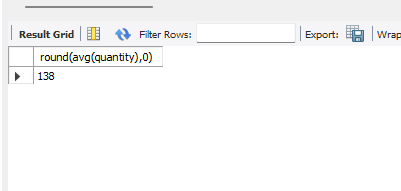 Result Grid Filter Rows: Export: Wrap
round(avg(quantity),0)
138